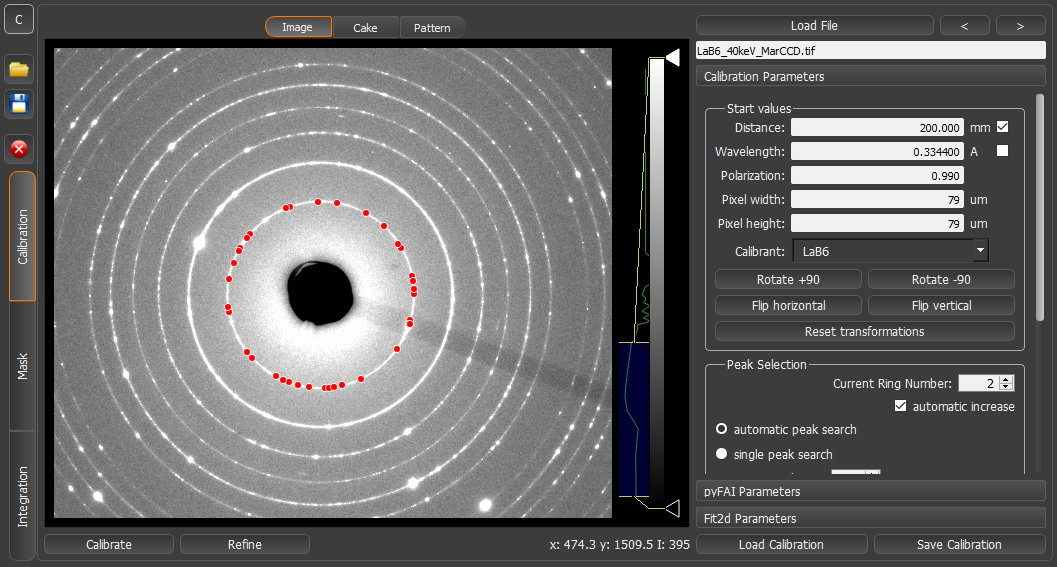 C
Image Cake Pattern
Load File < >
LaB6_40keV_MarCCD.tif
Calibration Parameters
Start values
Distance: 200.000 mm
Wavelength: 0.334400 A
Polarization: 0.990
Pixel width: 79 um
Pixel height: 79 um
Calibrant: LaB6
Rotate +90 Rotate -90
Flip horizontal Flip vertical
Reset transformations
Peak Selection
Current Ring Number: 2
automatic increase
automatic peak search
single peak search
pyFAI Parameters
Fit2d Parameters
Calibration
Mask
Integration
Calibrate Refine x: 474.3 y: 1509.5 I: 395 Load Calibration Save Calibration